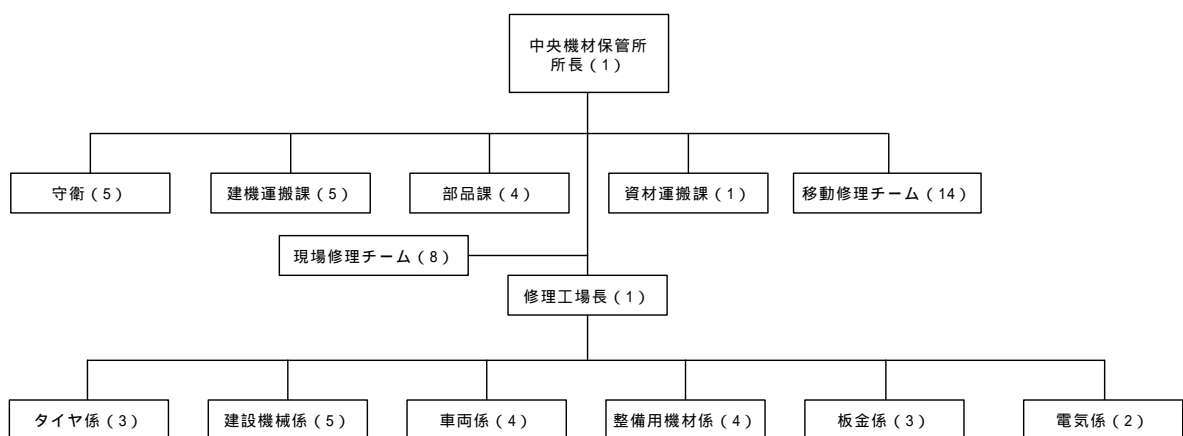 中央機材保管所
所長(1)
守衛(5)
建機運搬課(5)
部品課(4)
資材運搬課(1)
移動修理チーム(14)
現場修理チーム(8)
修理工場長(1)
タイヤ係(3)
建設機械係(5)
車両係(4)
整備用機材係(4)
板金係(3)
電気係(2)